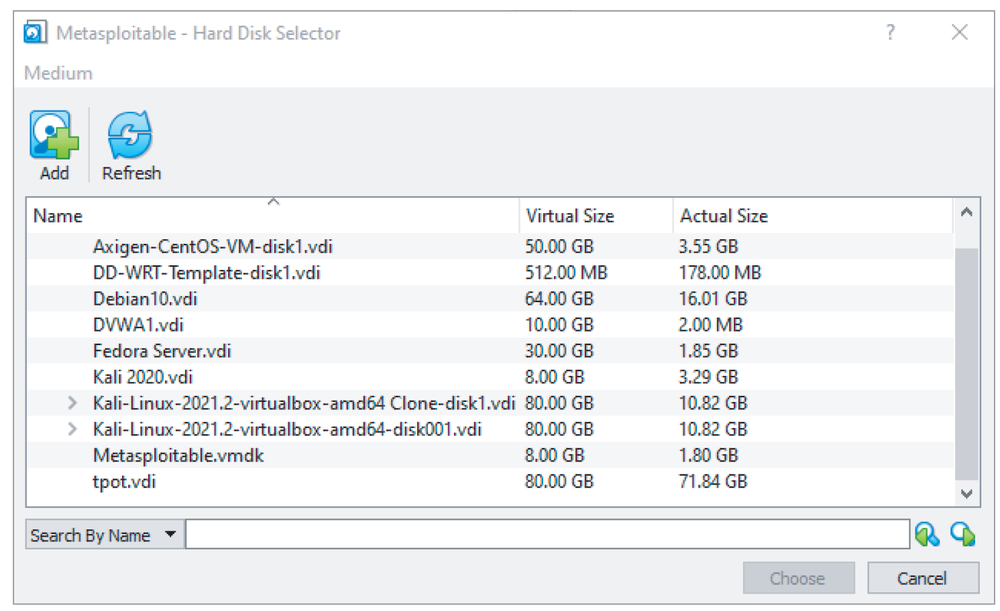 Metasploitable - Hard Disk Selector ?
Medium
Add Refresh
Name Virtual Size Actual Size
Axigen-CentOS-VM-disk1.vdi 50.00 GB 3.55 GB
DD-WRT-Template-disk1.vdi 512.00 MB 178.00 MB
Debian10.vdi 64.00 GB 16.01 GB
DVWA1.vdi 10.00 GB 2.00 MB
Fedora Server.vdi 30.00 GB 1.85 GB
Kali 2020.vdi 8.00 GB 3.29 GB
Kali-Linux-2021.2-virtualbox-amd64 Clone-disk1.vdi 80.00 GB 10.82 GB
Kali-Linux-2021.2-virtualbox-amd64-disk001.vdi 80.00 GB 10.82 GB
Metasploitable.vmdk 8.00 GB 1.80 GB
tpot.vdi 80.00 GB 71.84 GB
Search By Name
Choose Cancel